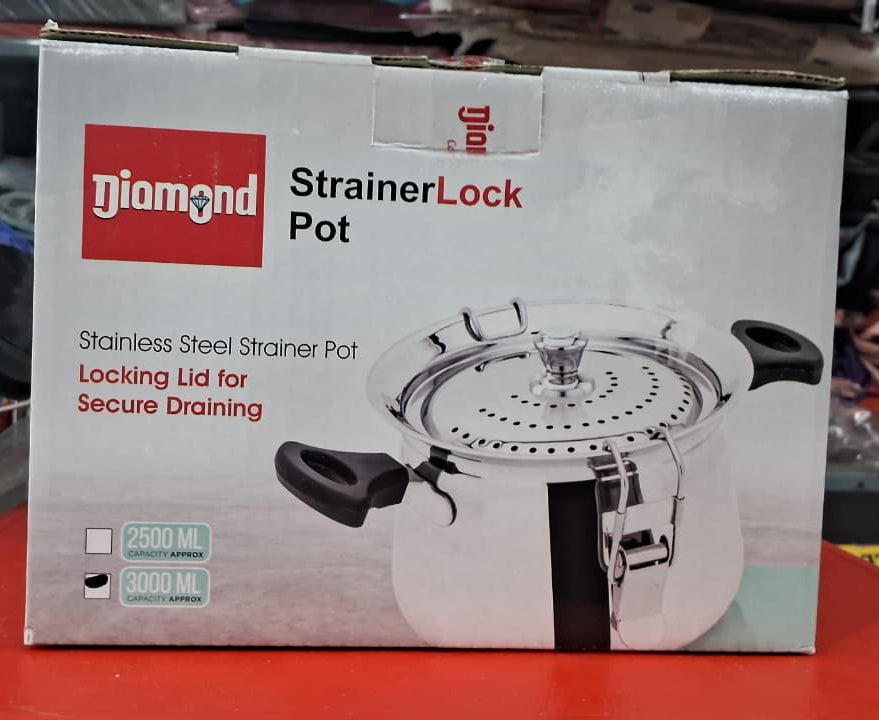 Diamond
StrainerLock
Pot
Stainless Steel Strainer Pot
Locking Lid for
Secure Draining
2500 ML
CAPACITY APPROX
3000 ML
CAPACITY APPROX